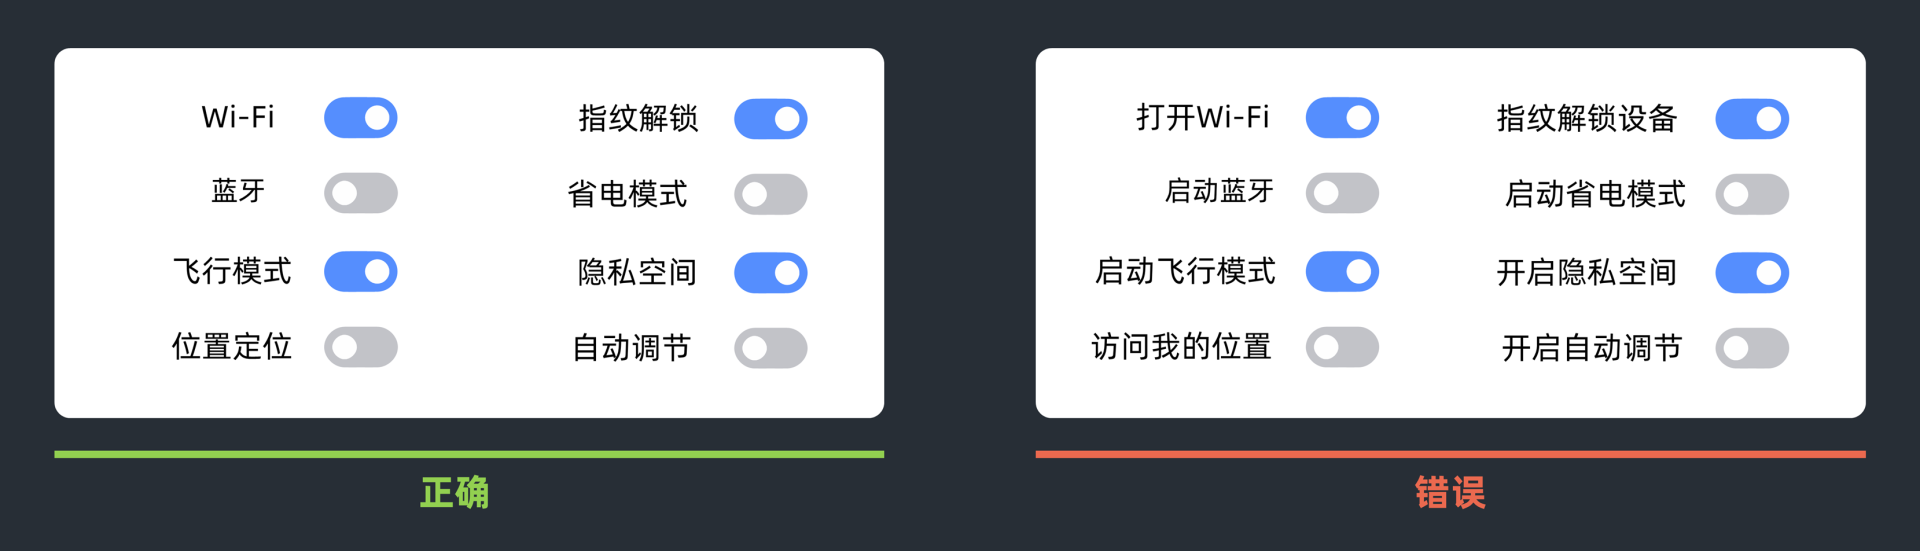 Wi-Fi
指纹解锁
蓝牙
省电模式
飞行模式
隐私空间
位置定位
自动调节
正确
打开Wi-Fi
指纹解锁设备
启动蓝牙
启动省电模式
启动飞行模式
开启隐私空间
访问我的位置
开启自动调节
错误